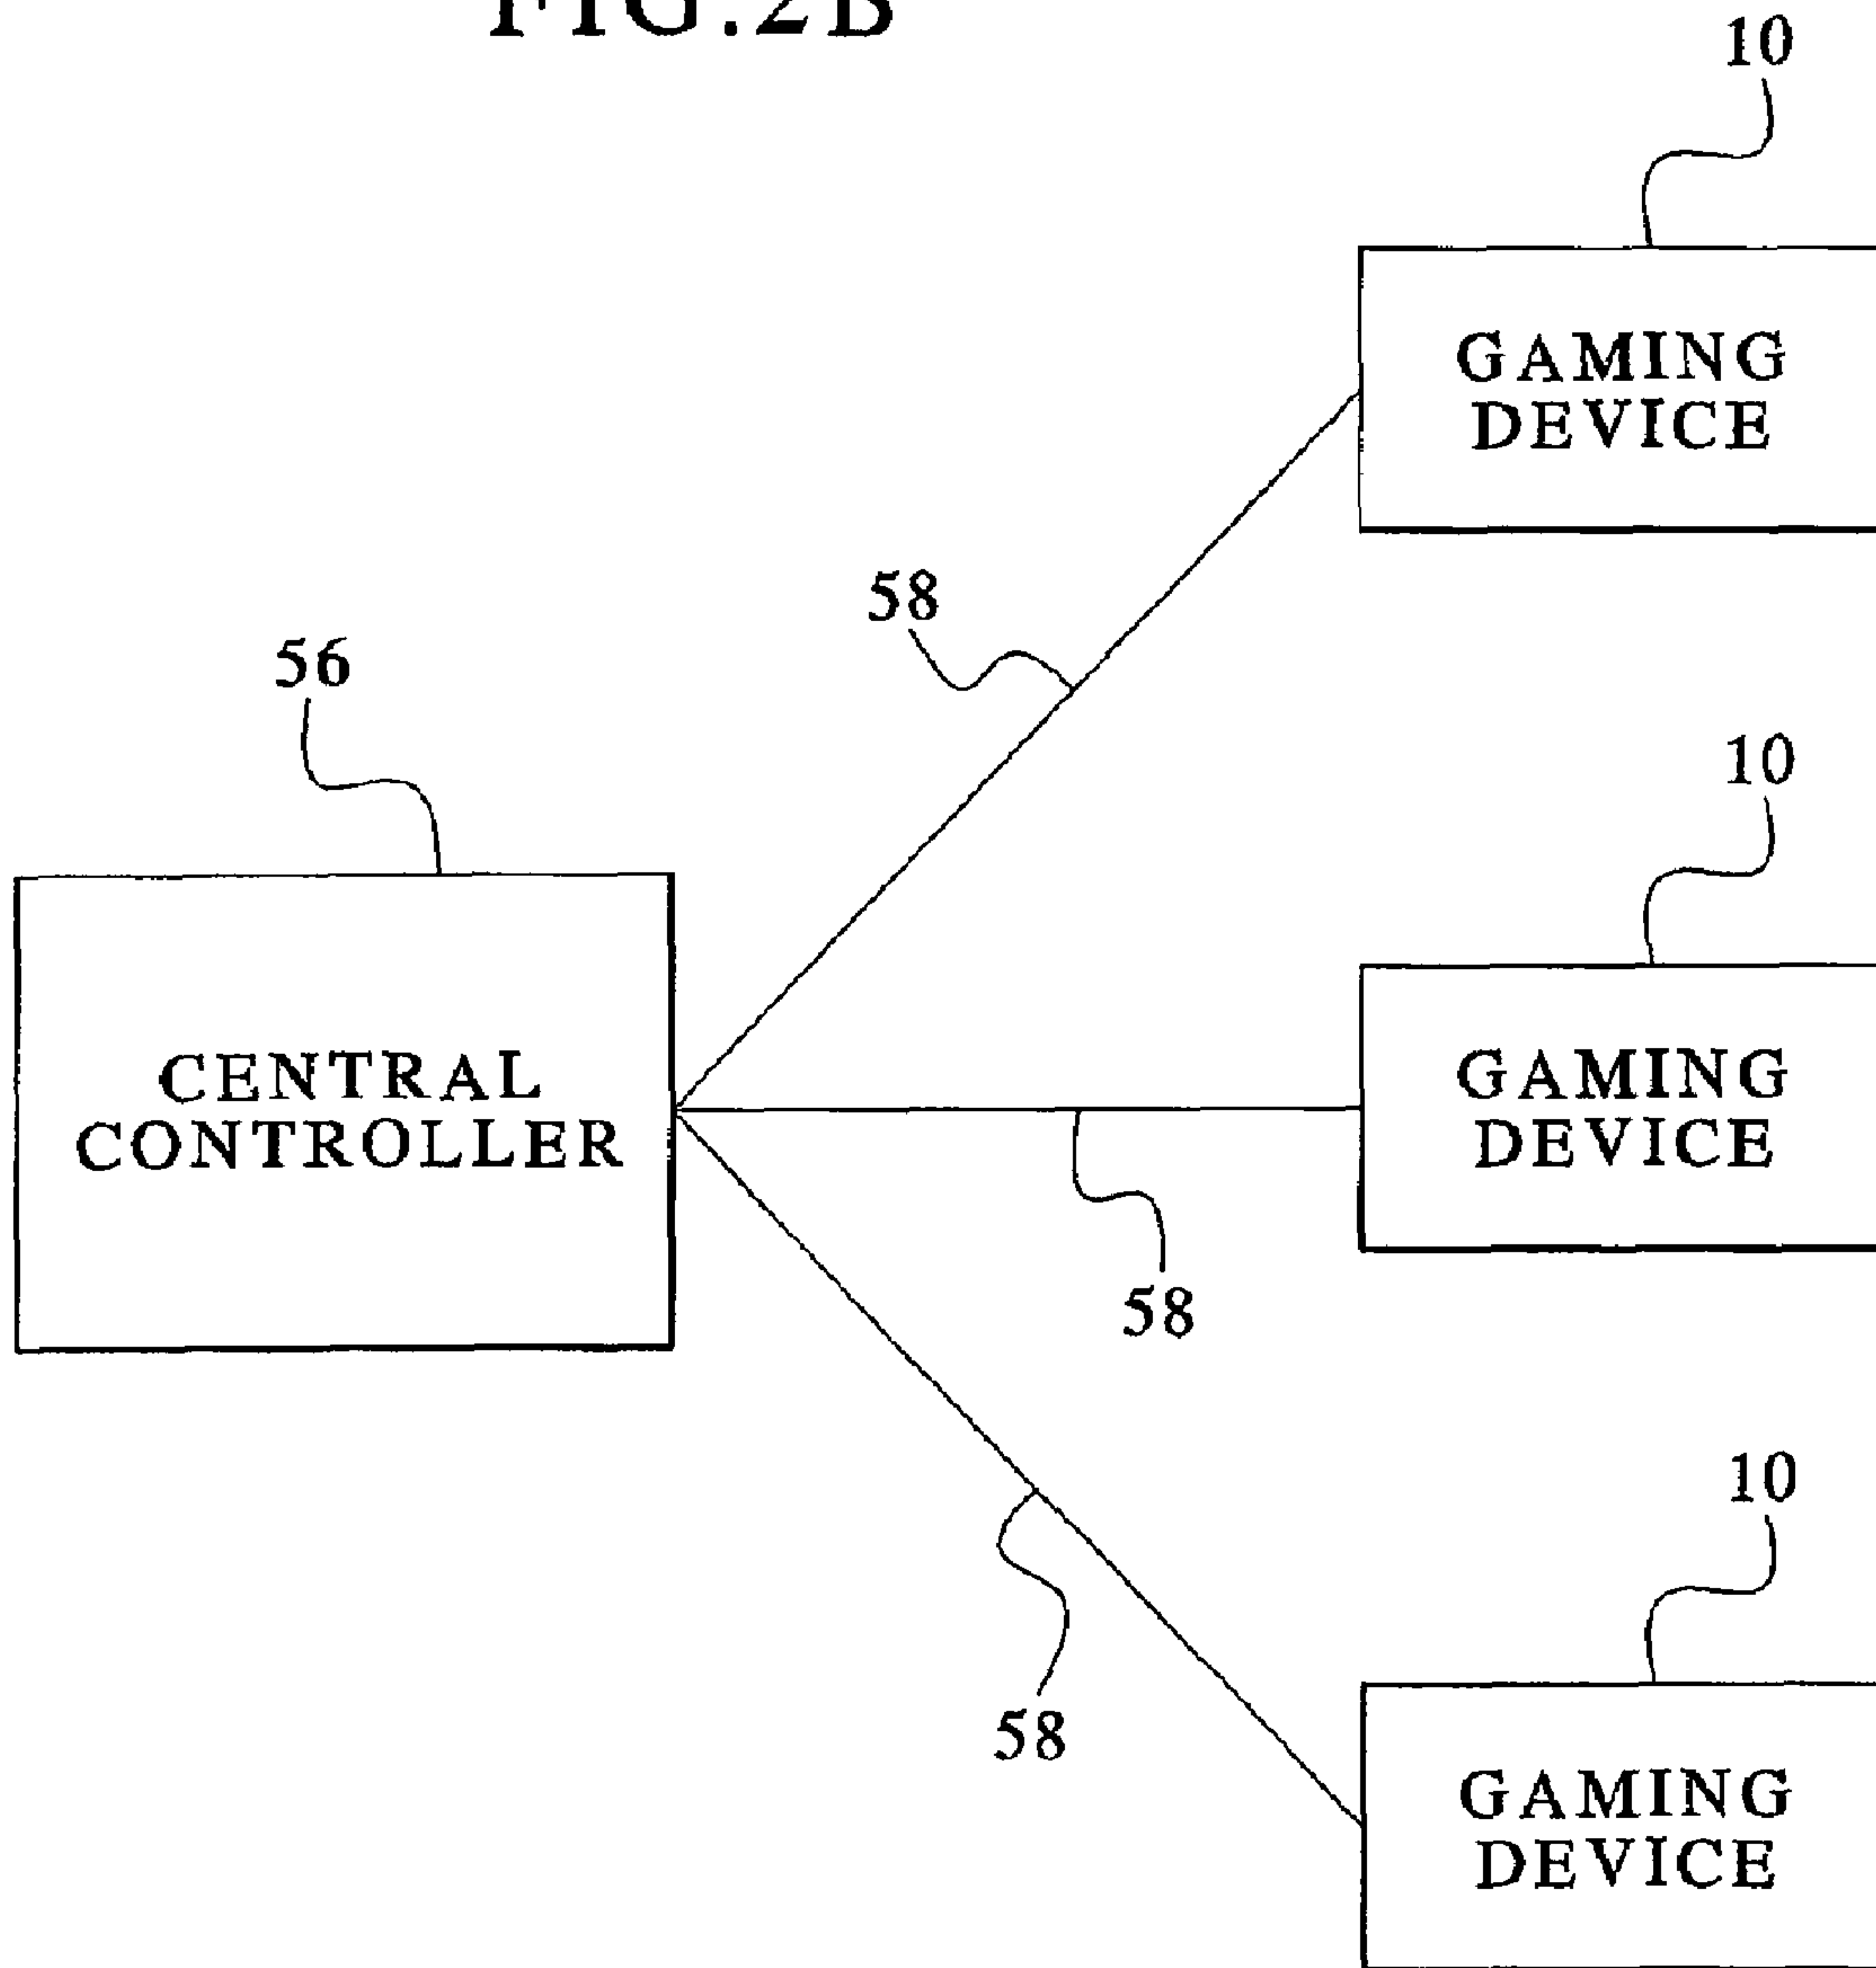 FIG.2B
10
GAMING
DEVICE
58
56
10
CENTRAL
CONTROLLER
GAMING
DEVICE
58
10
58
GAMING
DEVICE